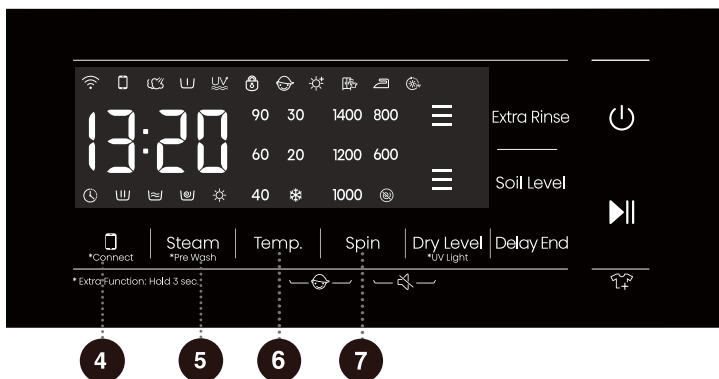 90 30 1400 800
Extra Rinse
13:20
60 20 1200 600
Soil Level
40 1000
*Connect
Steam
*Pre Wash
Temp.
Spin
Dry Level
*UV Light
Delay End
* Extra Function: Hold 3 sec.
4 5 6 7